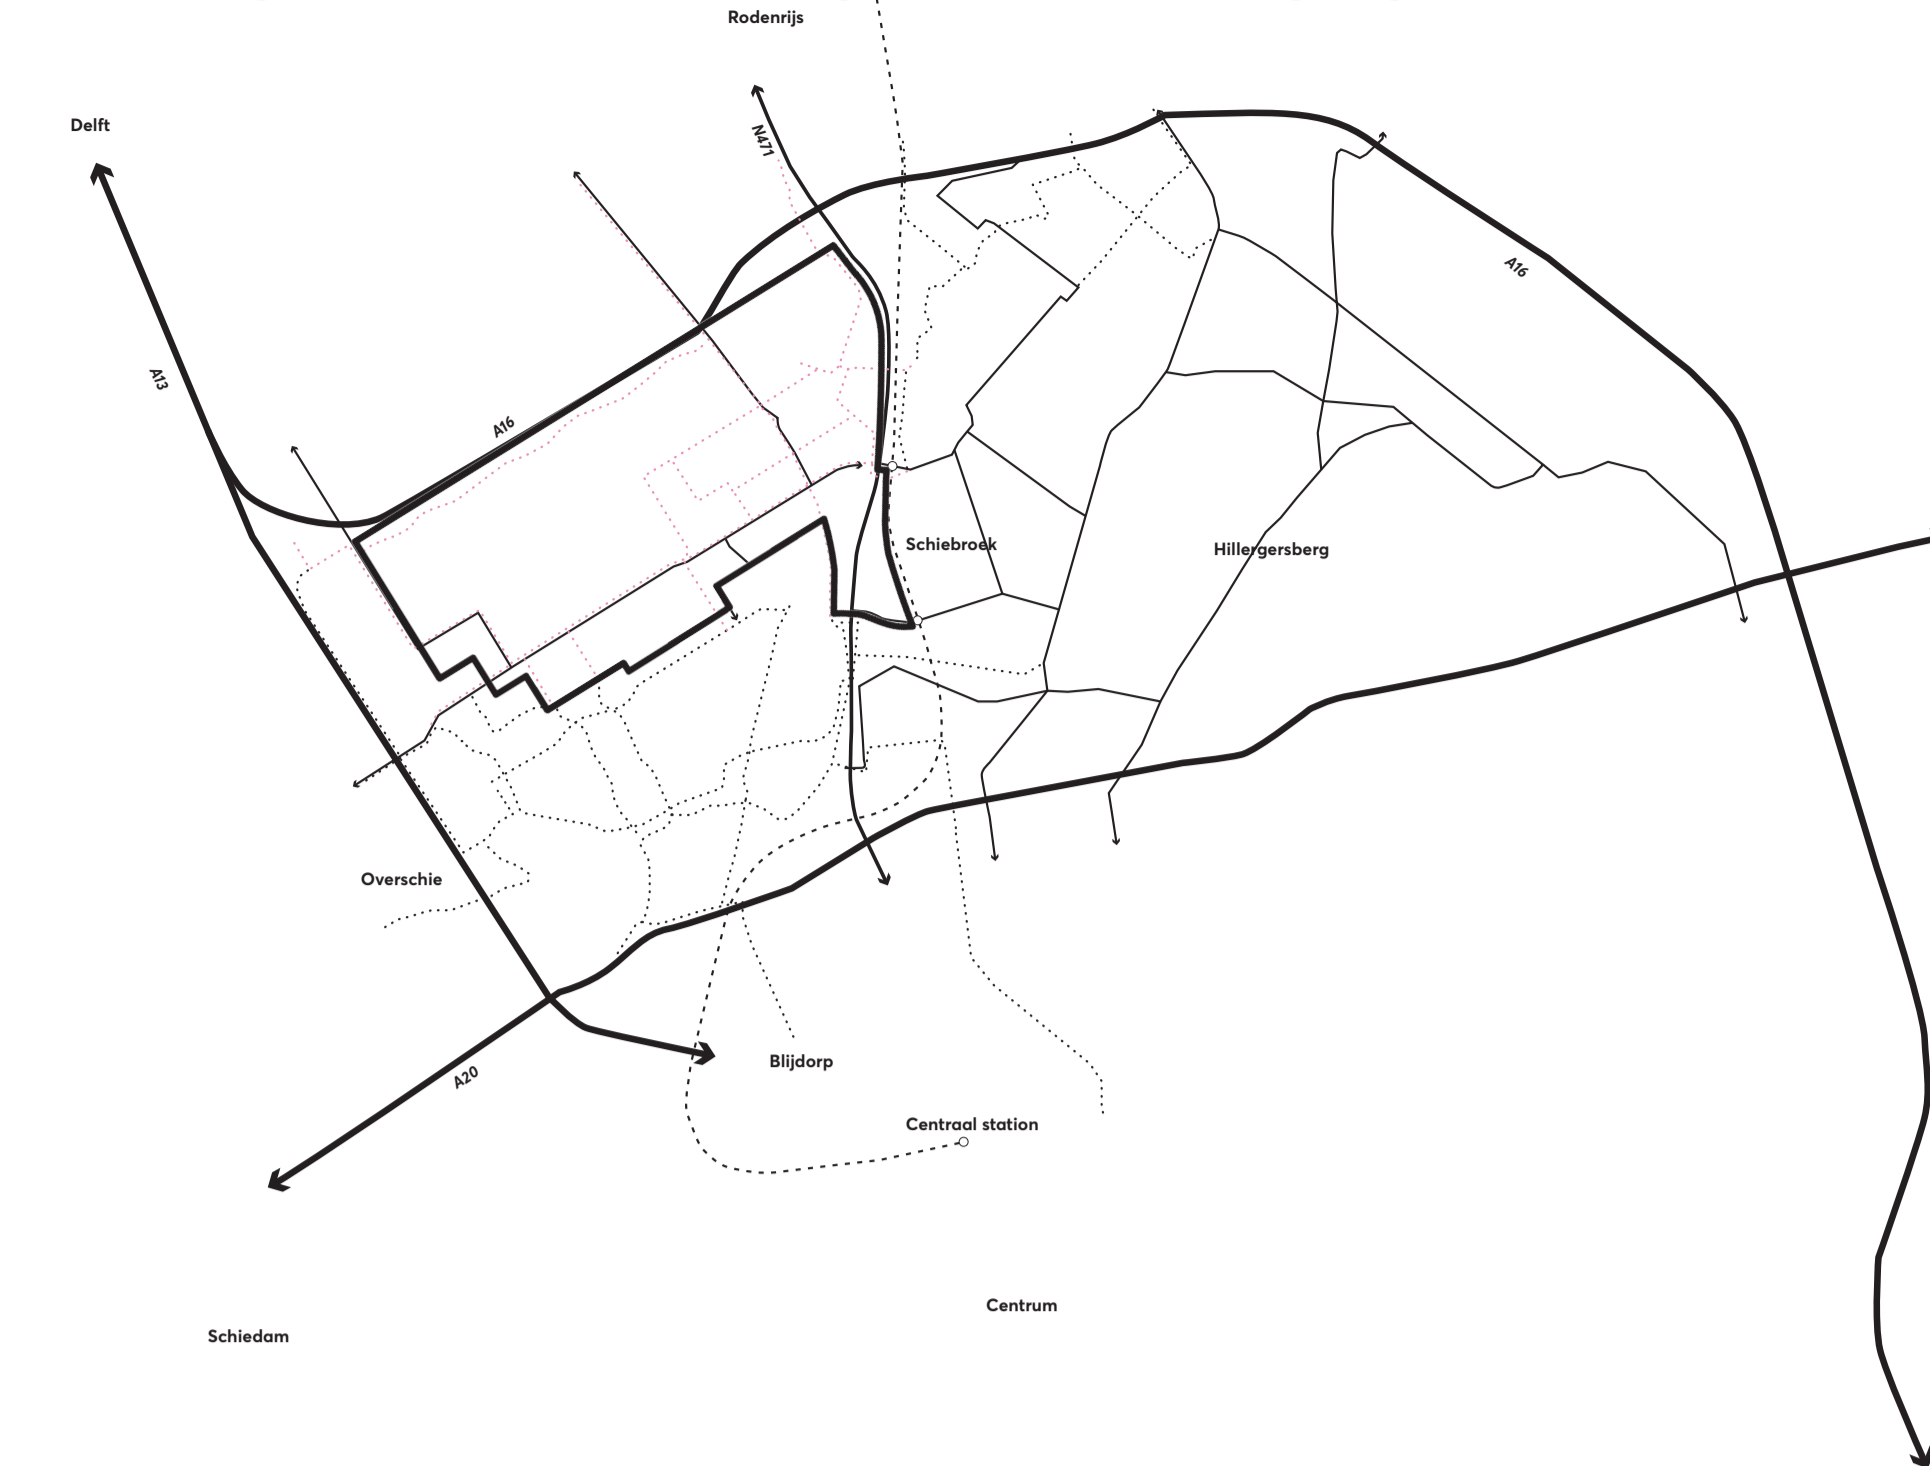 Rodenrijs
Delft
N471
A16
A13
A16
Schiebroek
Hillergersberg
Overschie
Blijdorp
A20
Centraal station
Centrum
Schiedam